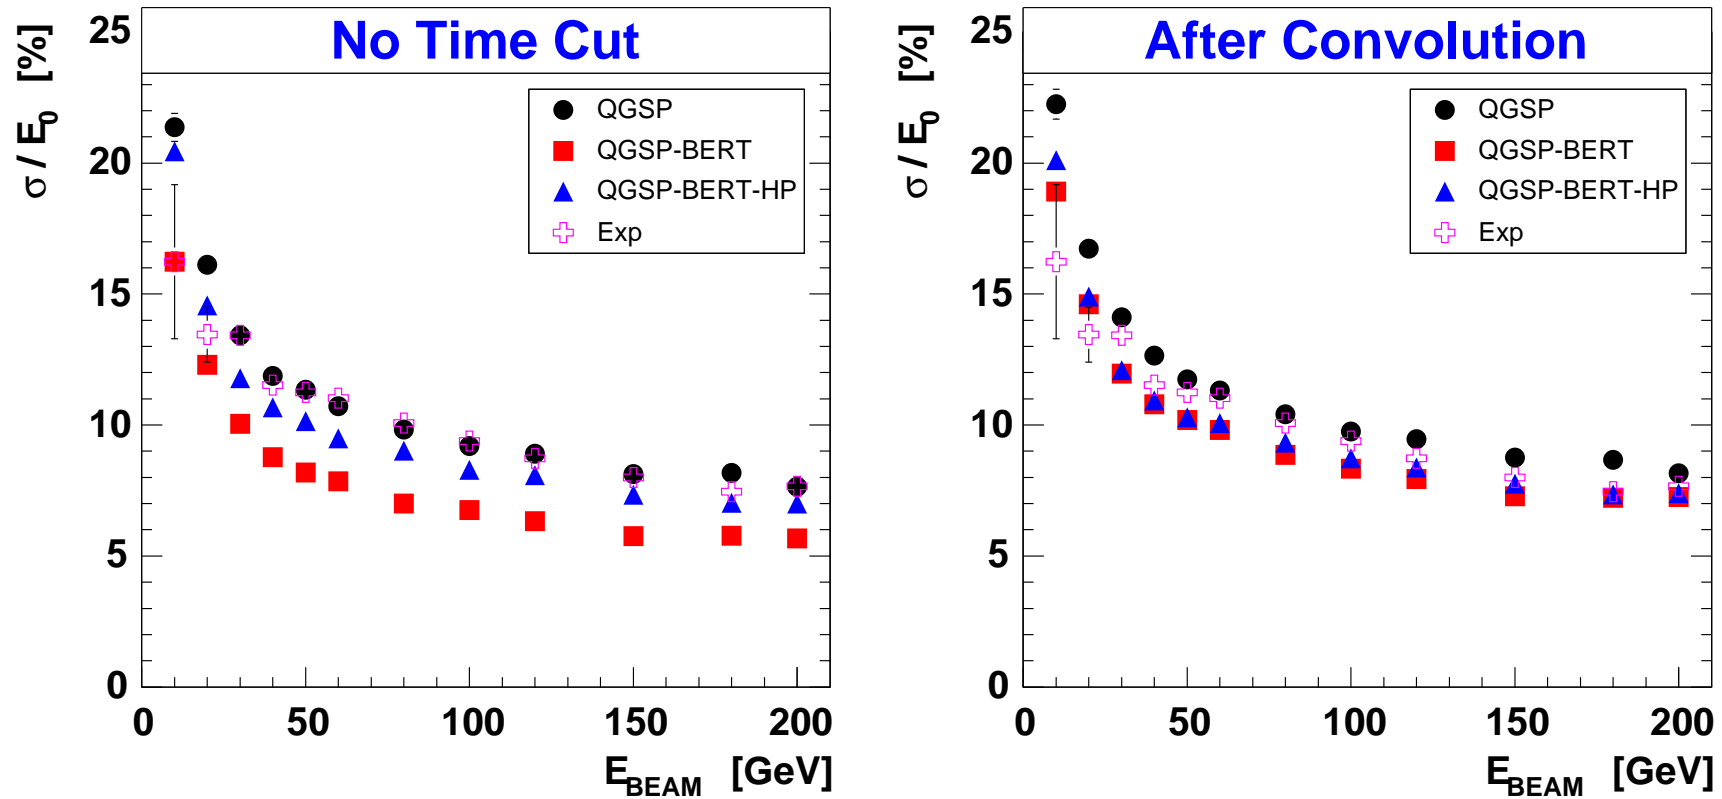 No Time Cut
σ / E0 [%]
25
20
15
10
5
0
QGSP
QGSP-BERT
QGSP-BERT-HP
Exp
0 50 100 150 200
EBEAM [GeV]
After Convolution
σ / E0 [%]
25
20
15
10
5
0
QGSP
QGSP-BERT
QGSP-BERT-HP
Exp
0 50 100 150 200
EBEAM [GeV]